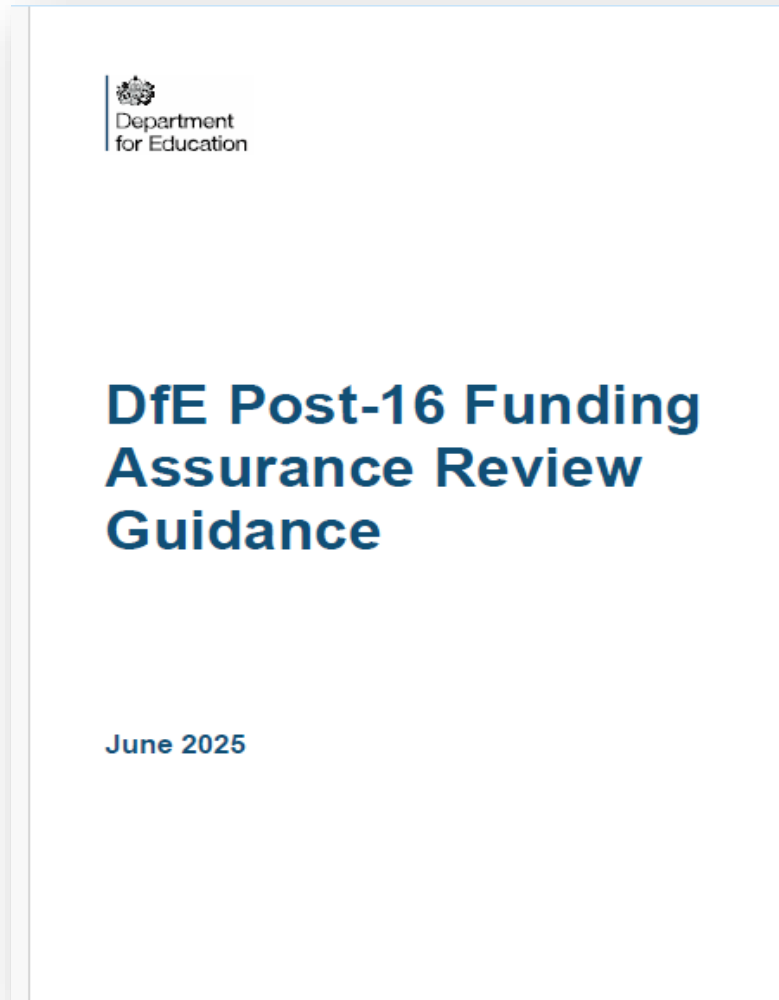 Department
for Education
DfE Post-16 Funding
Assurance Review
Guidance
June 2025